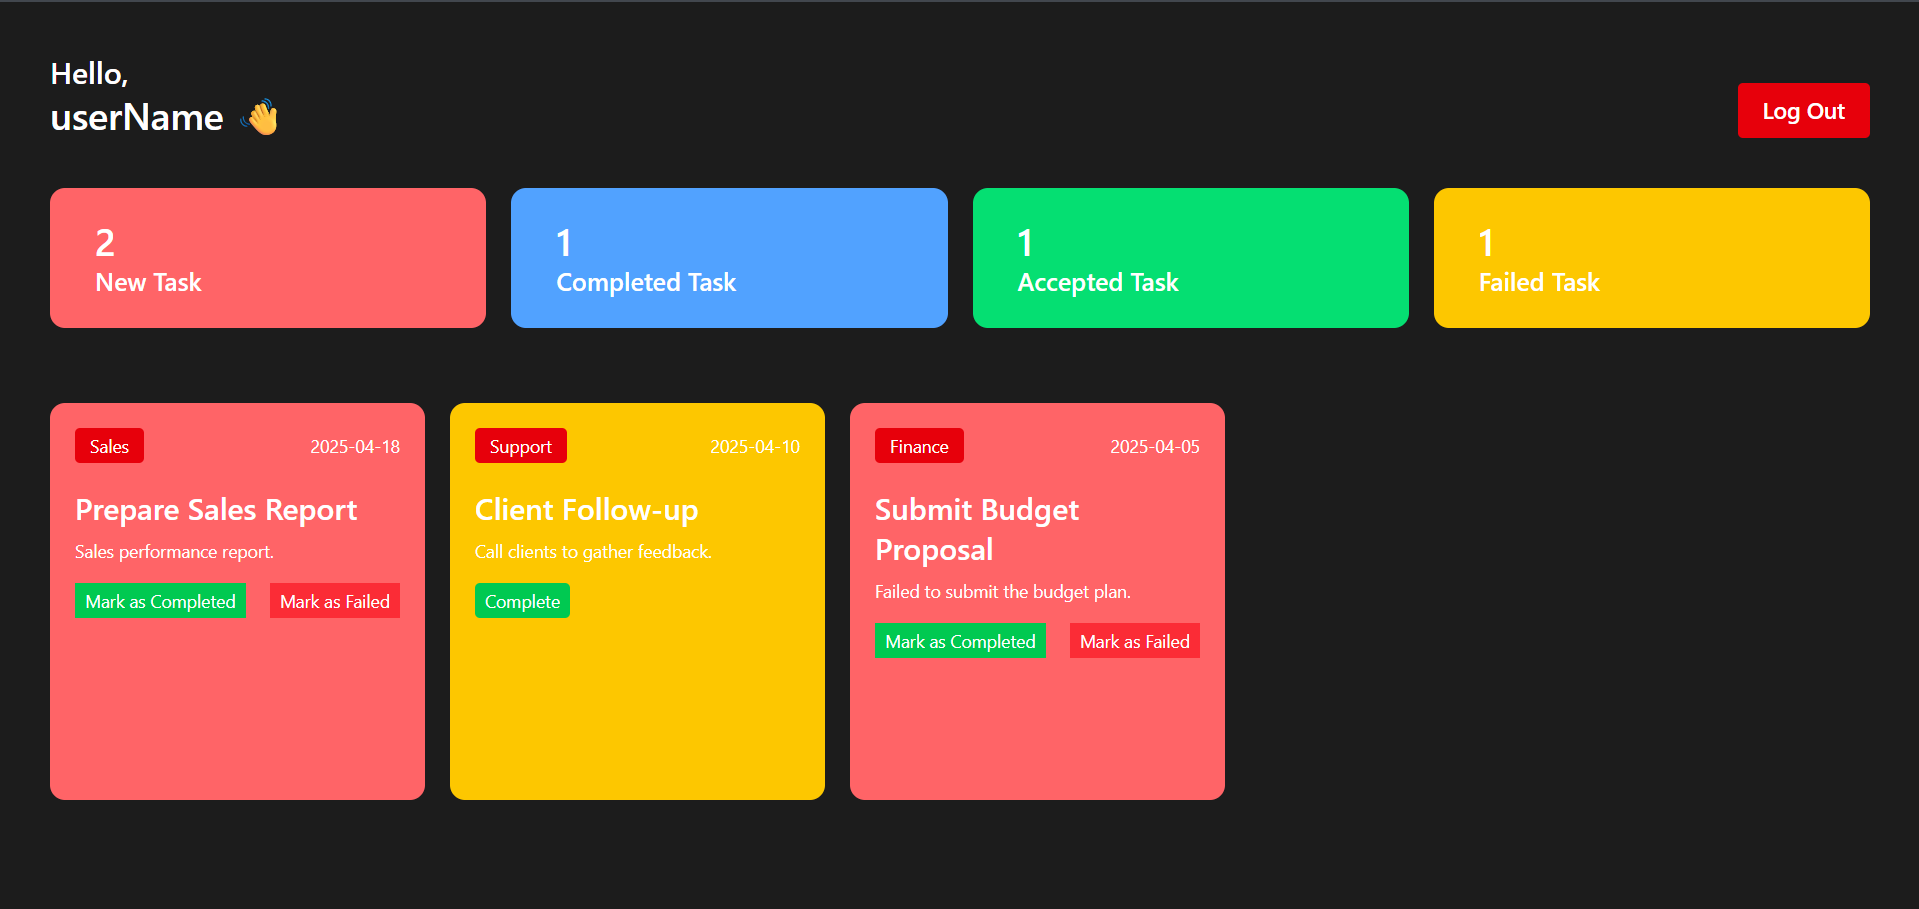 Hello,
userName 👋
Log Out
2
New Task
1
Completed Task
1
Accepted Task
1
Failed Task
Sales
2025-04-18
Prepare Sales Report
Sales performance report.
Mark as Completed
Mark as Failed
Support
2025-04-10
Client Follow-up
Call clients to gather feedback.
Complete
Finance
2025-04-05
Submit Budget
Proposal
Failed to submit the budget plan.
Mark as Completed
Mark as Failed